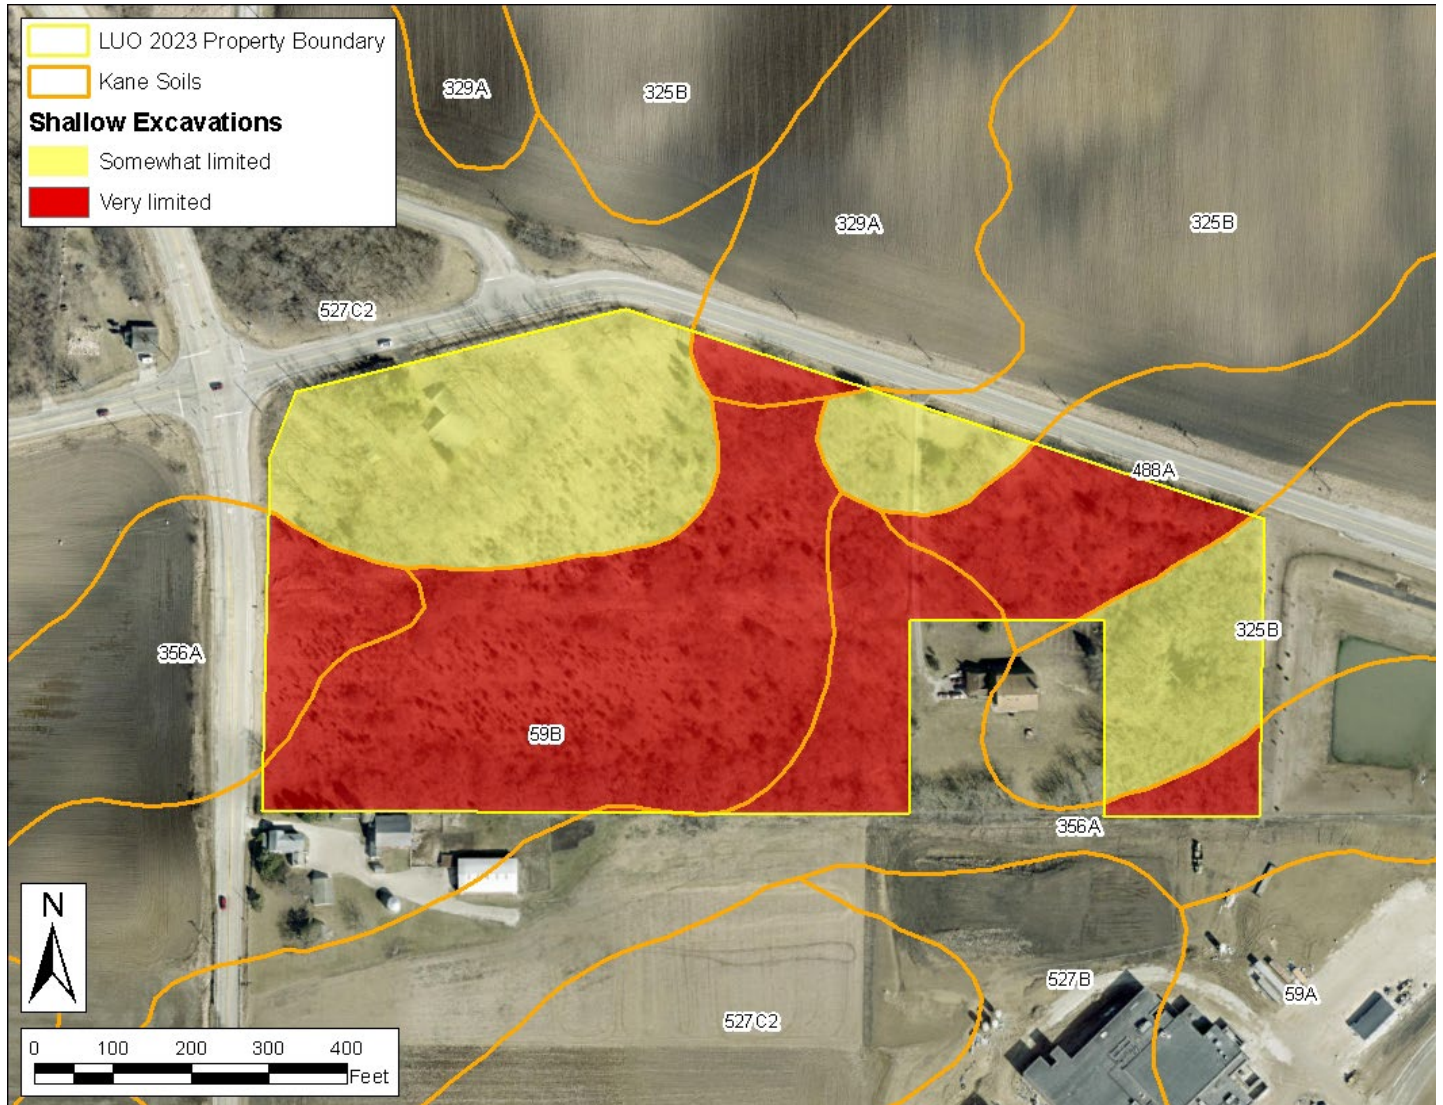 LUO 2023 Property Boundary
Kane Soils
Shallow Excavations
Somewhat limited
Very limited
329A
325B
329A
325B
527C2
488A
325B
356A
59B
356A
527B
59A
527C2
N
0 100 200 300 400
Feet